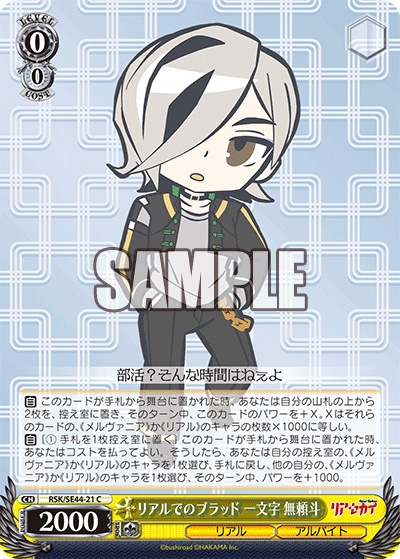 LEVEL
0
0
COST
SAMPLE
部活？そんな時間はねぇよ
自 このカードが手札から舞台に置かれた時、あなたは自分の山札の上から
2枚を、控え室に置き、そのターン中、このカードのパワーを＋X。Xはそれら
のカードの、《メルヴァニア》か《リアル》のキャラの枚数×1000に等しい。
自 ［① 手札を1枚控え室に置く］ このカードが手札から舞台に置かれた時、
あなたはコストを払ってよい。そうしたら、あなたは自分の控え室の《メルヴァ
ニア》か《リアル》のキャラを1枚選び、手札に戻し、他の自分の、《メルヴァニア》
か《リアル》のキャラを1枚選び、そのターン中、パワーを＋1000。
CH RSK/SE44-21 C
2000
リアルでのブラッド 一文字 無頼斗
リアル アルバイト
©bushiroad ©HAKAMA Inc.